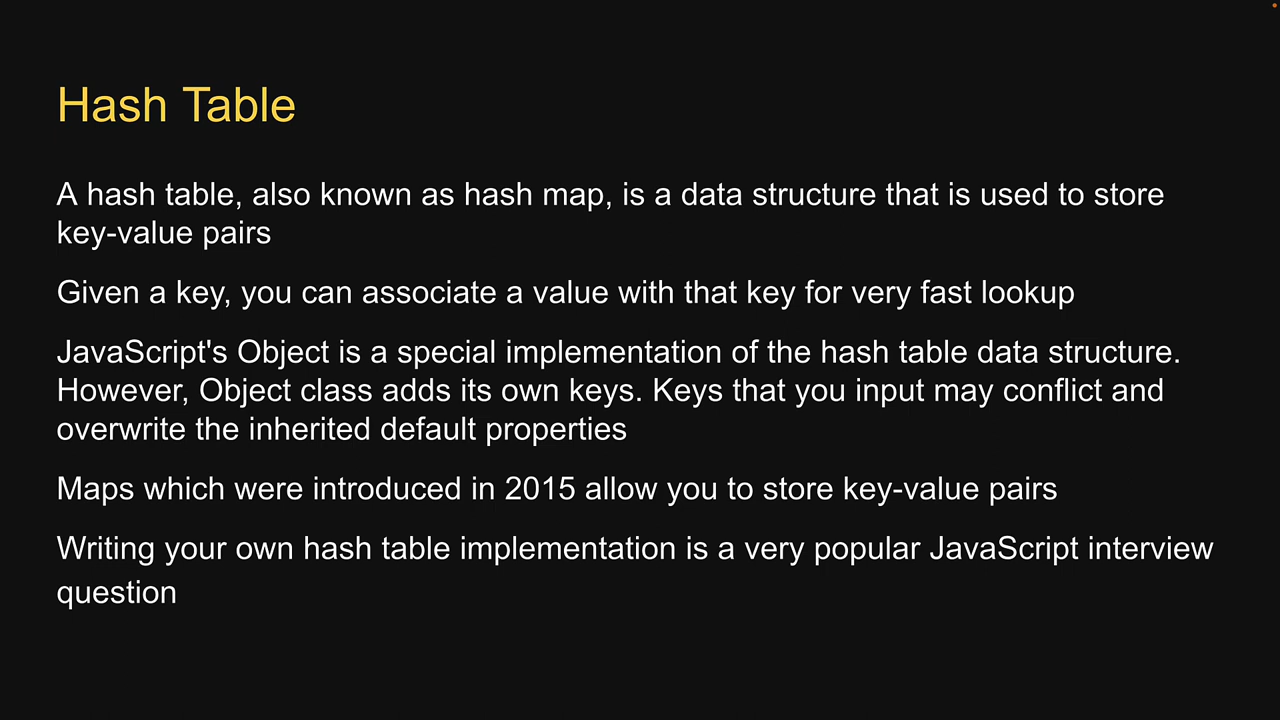 Hash Table
A hash table, also known as hash map, is a data structure that is used to store
key-value pairs
Given a key, you can associate a value with that key for very fast lookup
JavaScript's Object is a special implementation of the hash table data structure.
However, Object class adds its own keys. Keys that you input may conflict and
overwrite the inherited default properties
Maps which were introduced in 2015 allow you to store key-value pairs
Writing your own hash table implementation is a very popular JavaScript interview
question